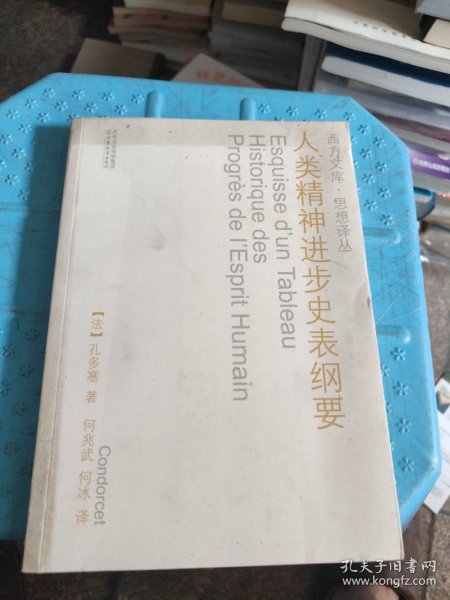 西方文库·思想译丛
人类精神进步史表纲要
Esquisse d'un Tableau
Historique des
Progrès de l'Esprit Humain
【法】孔多塞 著
Condorcet
何兆武 何冰 译
孔夫子旧书网
www.kongfz.com